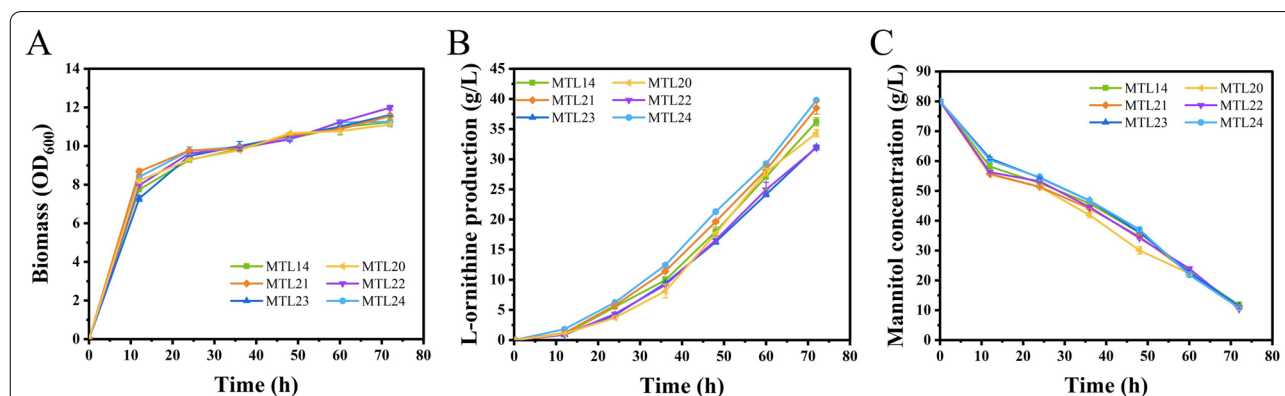 A
Biomass (OD600)
14
12
10
8
6
4
2
0
MTL14
MTL20
MTL21
MTL22
MTL23
MTL24
0 10 20 30 40 50 60 70 80
Time (h)
B
L-ornithine production (g/L)
45
40
35
30
25
20
15
10
5
0
MTL14
MTL20
MTL21
MTL22
MTL23
MTL24
0 10 20 30 40 50 60 70 80
Time (h)
C
Mannitol concentration (g/L)
90
80
70
60
50
40
30
20
10
0
MTL14
MTL20
MTL21
MTL22
MTL23
MTL24
0 10 20 30 40 50 60 70 80
Time (h)